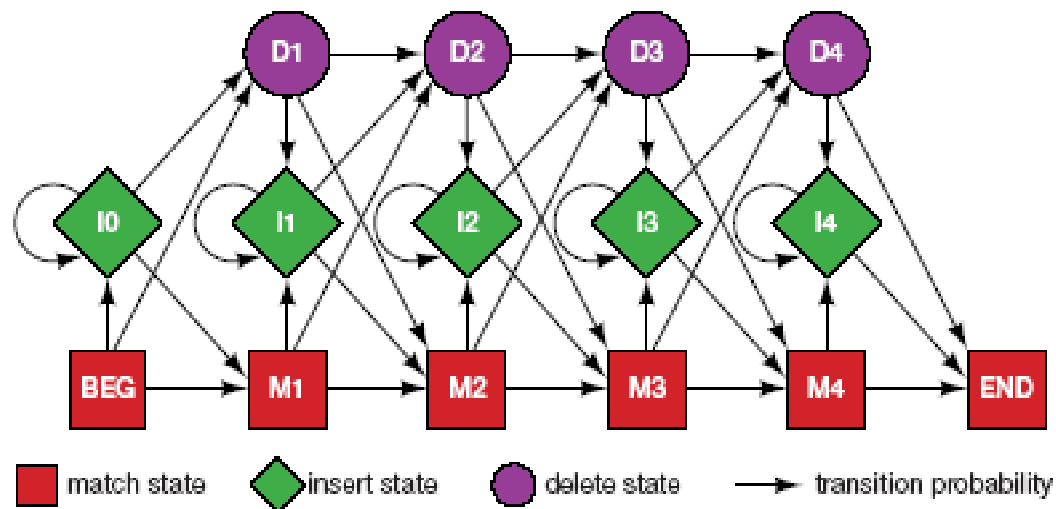 D1 D2 D3 D4
I0 I1 I2 I3 I4
BEG M1 M2 M3 M4 END
match state insert state delete state transition probability